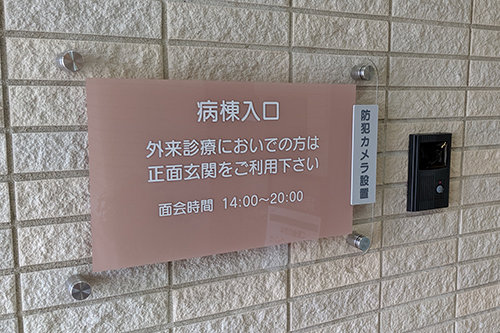 病棟入口
外来診療においでの方は
正面玄関をご利用下さい
面会時間 14:00～20:00
防犯カメラ設置